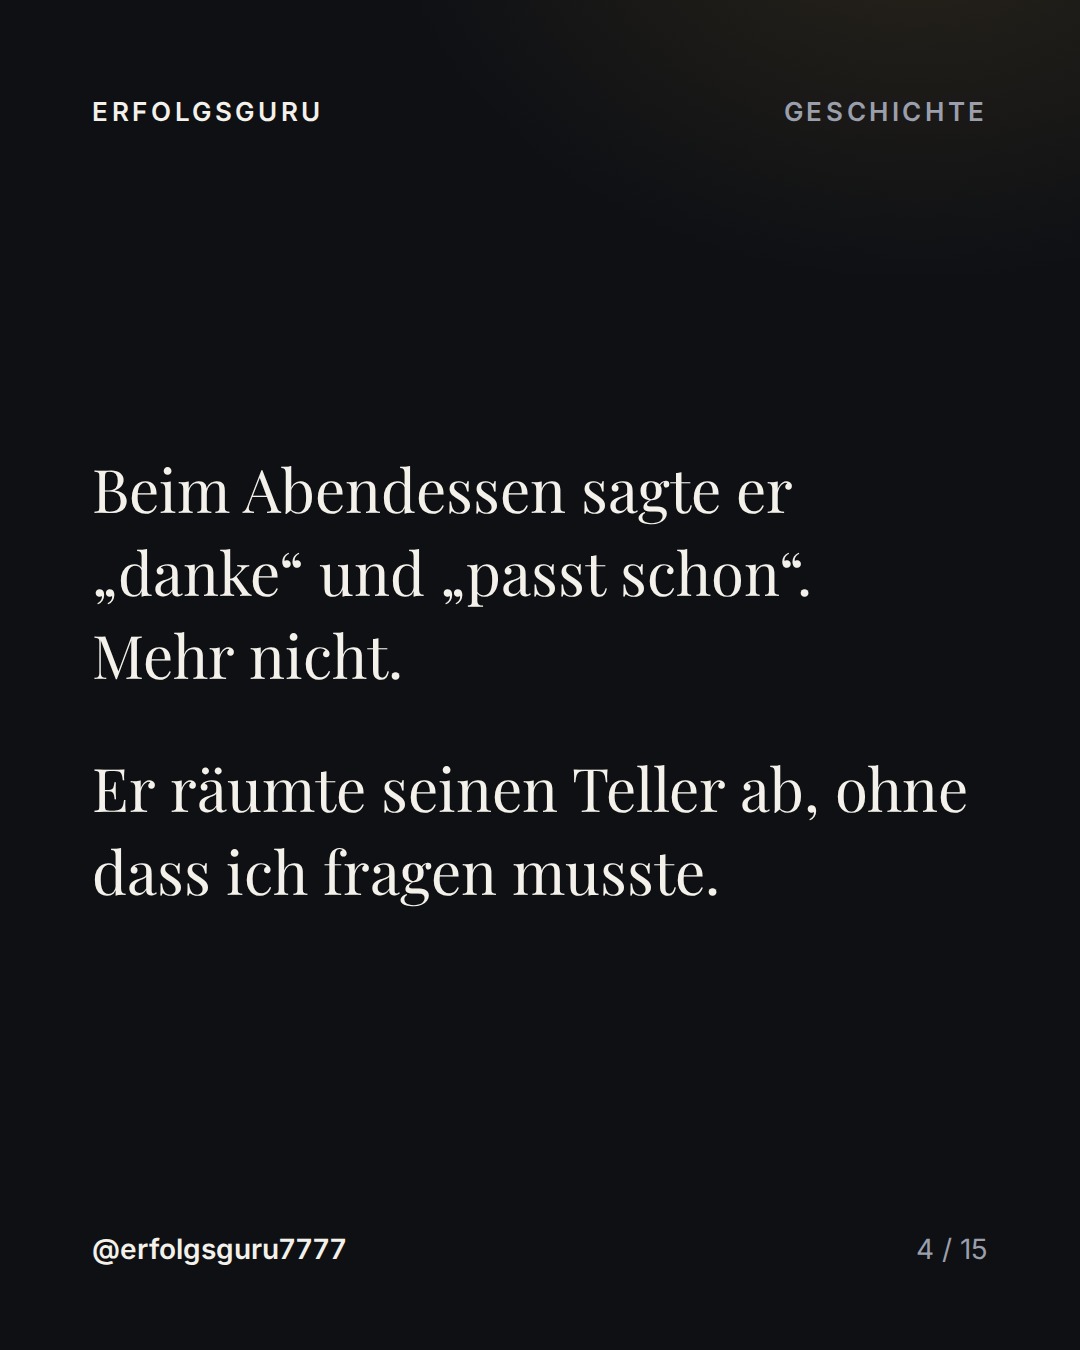 ERFOLGSGURU
GESCHICHTE
Beim Abendessen sagte er
„danke“ und „passt schon“.
Mehr nicht.
Er räumte seinen Teller ab, ohne
dass ich fragen musste.
@erfolgsguru7777
4 / 15